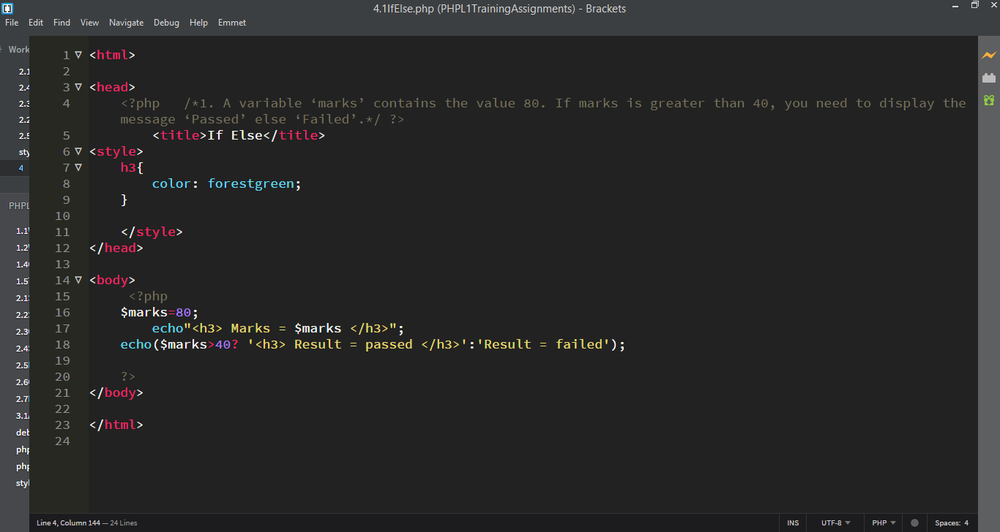 4.1IfElse.php (PHPL1TrainingAssignments) - Brackets
File Edit Find View Navigate Debug Help Emmet
Work
2.1
2.4
2.3
2.2
2.5
sty
4
PHPL
1.1
1.2
1.4
1.5
2.1
2.2
2.3
2.4
2.5
2.6
2.7
3.1
deb
php
php
styl
1 <html>
2
3 <head>
4 <?php /*1. A variable ‘marks’ contains the value 80. If marks is greater than 40, you need to display the
message ‘Passed’ else ‘Failed’.*/ ?>
5 <title>If Else</title>
6 <style>
7 h3{
8 color: forestgreen;
9 }
10
11 </style>
12 </head>
13
14 <body>
15 <?php
16 $marks=80;
17 echo"<h3> Marks = $marks </h3>";
18 echo($marks>40? '<h3> Result = passed </h3>':'Result = failed');
19
20 ?>
21 </body>
22
23 </html>
24
Line 4, Column 144 — 24 Lines INS UTF-8 PHP Spaces: 4